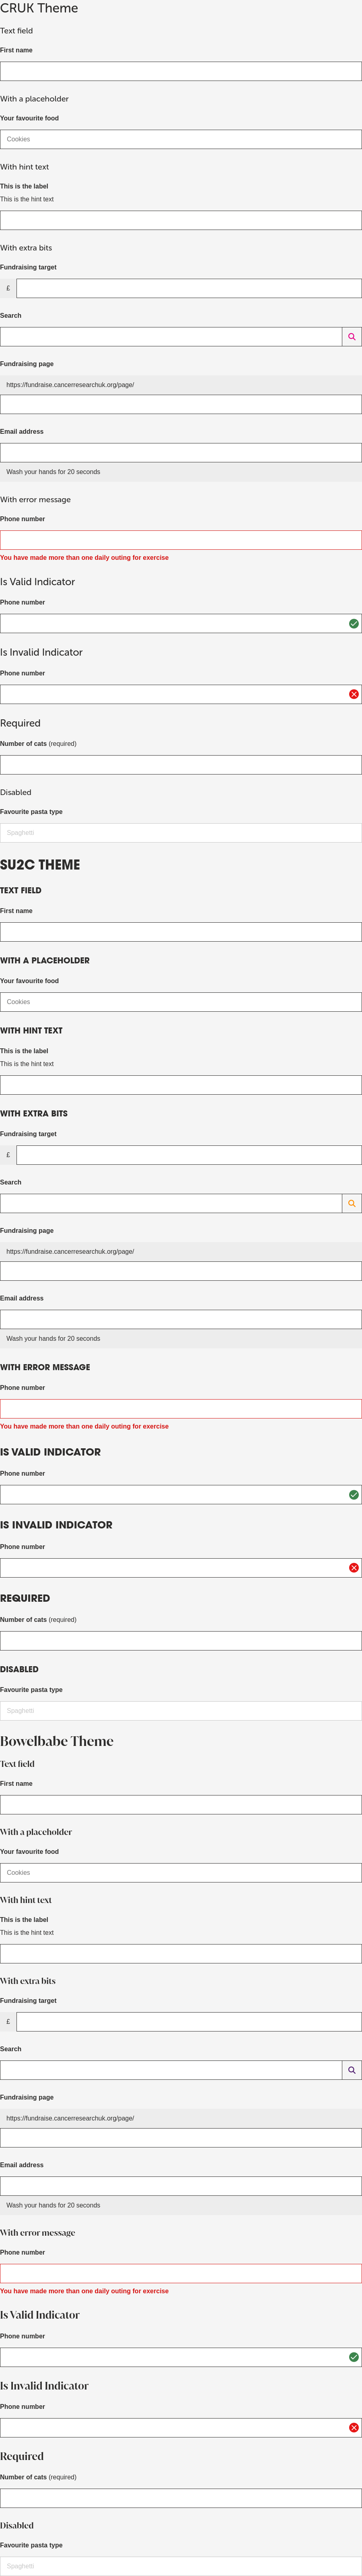 CRUK Theme
Text field
First name
With a placeholder
Your favourite food
Cookies
With hint text
This is the label
This is the hint text
With extra bits
Fundraising target
£
Search
Fundraising page
https://fundraise.cancerresearchuk.org/page/
Email address
Wash your hands for 20 seconds
With error message
Phone number
You have made more than one daily outing for exercise
Is Valid Indicator
Phone number
Is Invalid Indicator
Phone number
Required
Number of cats (required)
Disabled
Favourite pasta type
Spaghetti
SU2C THEME
TEXT FIELD
First name
WITH A PLACEHOLDER
Your favourite food
Cookies
WITH HINT TEXT
This is the label
This is the hint text
WITH EXTRA BITS
Fundraising target
£
Search
Fundraising page
https://fundraise.cancerresearchuk.org/page/
Email address
Wash your hands for 20 seconds
WITH ERROR MESSAGE
Phone number
You have made more than one daily outing for exercise
IS VALID INDICATOR
Phone number
IS INVALID INDICATOR
Phone number
REQUIRED
Number of cats (required)
DISABLED
Favourite pasta type
Spaghetti
Bowelbabe Theme
Text field
First name
With a placeholder
Your favourite food
Cookies
With hint text
This is the label
This is the hint text
With extra bits
Fundraising target
£
Search
Fundraising page
https://fundraise.cancerresearchuk.org/page/
Email address
Wash your hands for 20 seconds
With error message
Phone number
You have made more than one daily outing for exercise
Is Valid Indicator
Phone number
Is Invalid Indicator
Phone number
Required
Number of cats (required)
Disabled
Favourite pasta type
Spaghetti